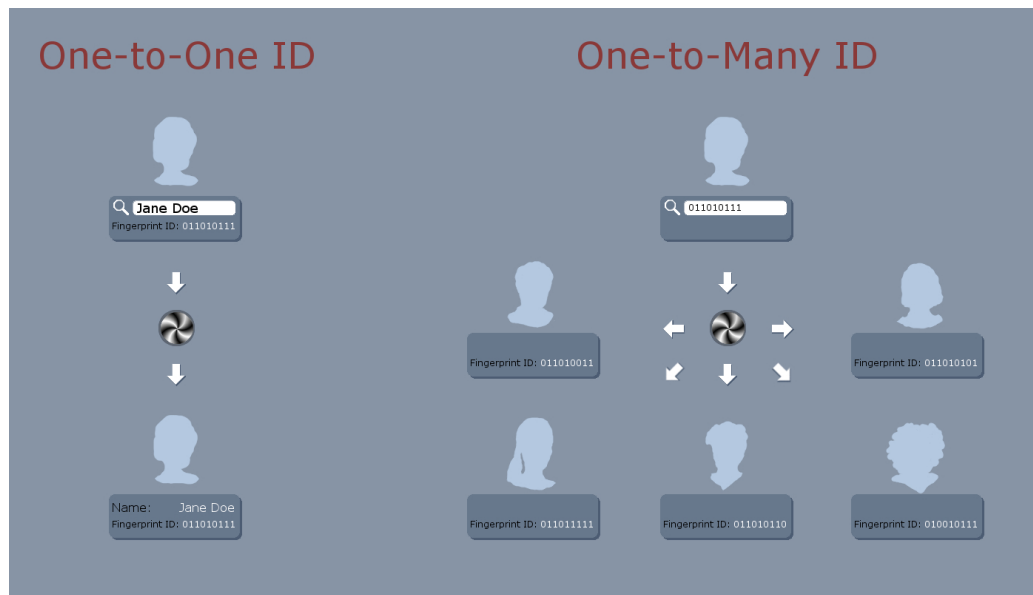 One-to-One ID
Jane Doe
Fingerprint ID: 011010111
Name: Jane Doe
Fingerprint ID: 011010111
One-to-Many ID
011010111
Fingerprint ID: 011010011
Fingerprint ID: 011010101
Fingerprint ID: 011011111
Fingerprint ID: 011010110
Fingerprint ID: 010010111